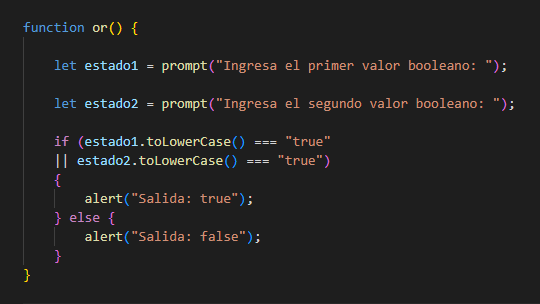 function or() {
let estado1 = prompt("Ingresa el primer valor booleano: ");
let estado2 = prompt("Ingresa el segundo valor booleano: ");
if (estado1.toLowerCase() === "true"
|| estado2.toLowerCase() === "true")
{
alert("Salida: true");
} else {
alert("Salida: false");
}
}